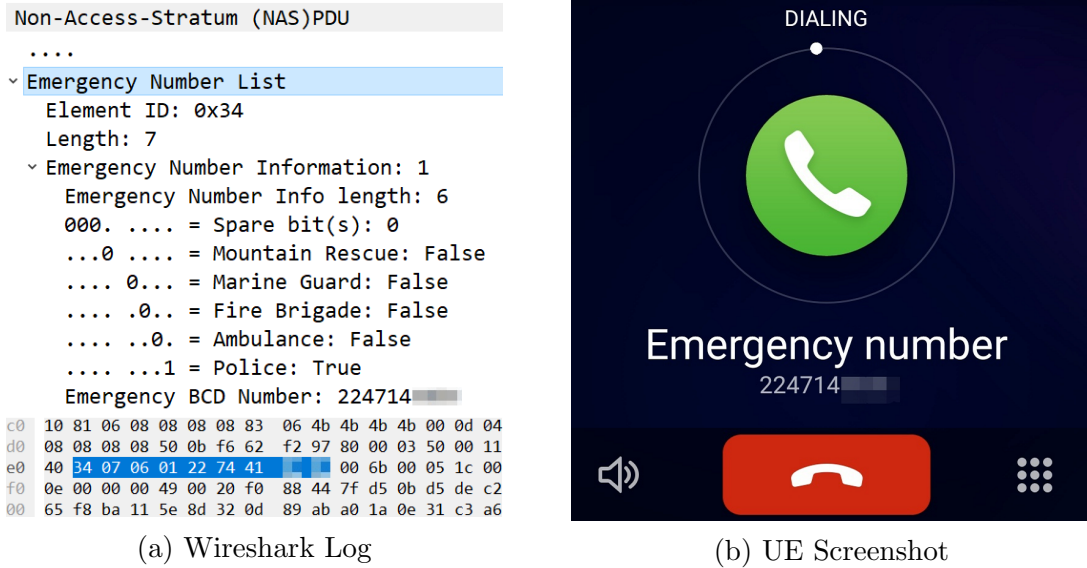 Non-Access-Stratum (NAS)PDU
....
Emergency Number List
Element ID: 0x34
Length: 7
Emergency Number Information: 1
Emergency Number Info length: 6
000. .... = Spare bit(s): 0
...0 .... = Mountain Rescue: False
.... 0... = Marine Guard: False
.... .0.. = Fire Brigade: False
.... ..0. = Ambulance: False
.... ...1 = Police: True
Emergency BCD Number: 224714
c0 10 81 06 08 08 08 08 83 06 4b 4b 4b 4b 00 0d 04
d0 08 08 08 08 50 0b f6 62 f2 97 80 00 03 50 00 11
e0 40 34 07 06 01 22 74 41 00 6b 00 05 1c 00
f0 0e 00 00 00 49 00 20 f0 88 44 7f d5 0b d5 de c2
00 65 f8 ba 11 5e 8d 32 0d 89 ab a0 1a 0e 31 c3 a6
(a) Wireshark Log
DIALING
Emergency number
224714
(b) UE Screenshot